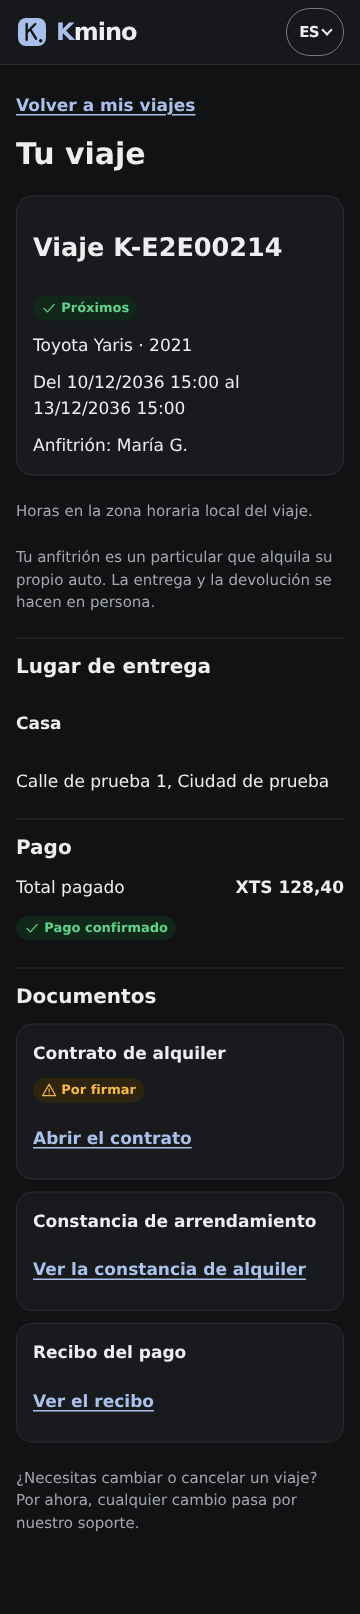 K. Kmino
ES
Volver a mis viajes
Tu viaje
Viaje K-E2E00214
Próximos
Toyota Yaris · 2021
Del 10/12/2036 15:00 al
13/12/2036 15:00
Anfitrión: María G.
Horas en la zona horaria local del viaje.
Tu anfitrión es un particular que alquila su
propio auto. La entrega y la devolución se
hacen en persona.
Lugar de entrega
Casa
Calle de prueba 1, Ciudad de prueba
Pago
Total pagado XTS 128,40
Pago confirmado
Documentos
Contrato de alquiler
Por firmar
Abrir el contrato
Constancia de arrendamiento
Ver la constancia de alquiler
Recibo del pago
Ver el recibo
¿Necesitas cambiar o cancelar un viaje?
Por ahora, cualquier cambio pasa por
nuestro soporte.